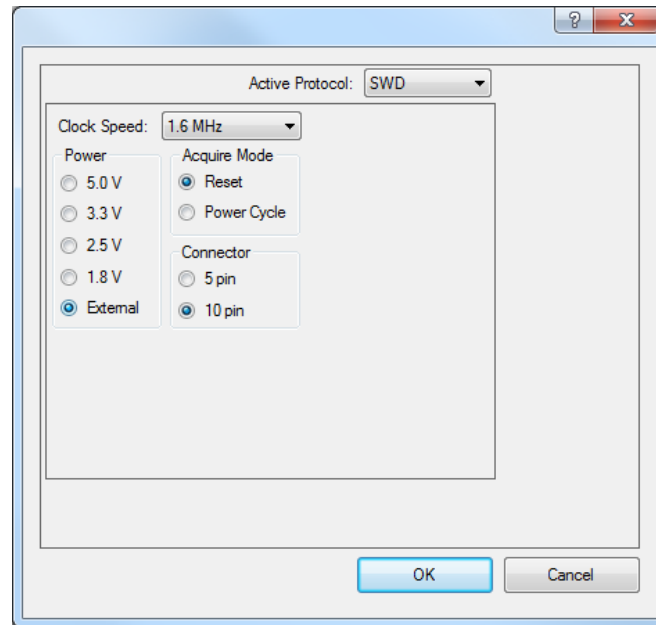 ?
Active Protocol: SWD
Clock Speed: 1.6 MHz
Power
5.0 V
3.3 V
2.5 V
1.8 V
External
Acquire Mode
Reset
Power Cycle
Connector
5 pin
10 pin
OK Cancel